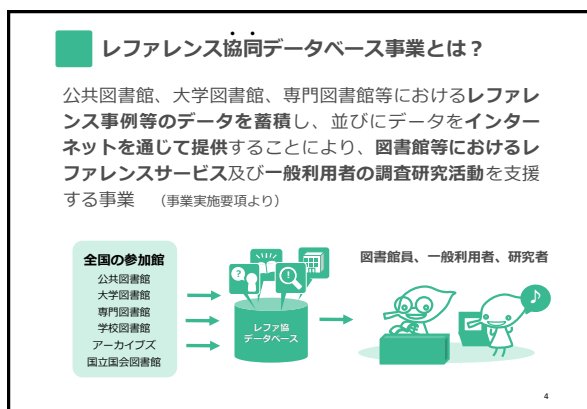 レファレンス協同データベース事業とは？
公共図書館、大学図書館、専門図書館等におけるレファレ
ンス事例等のデータを蓄積し、並びにデータをインター
ネットを通じて提供することにより、図書館等におけるレ
ファレンスサービス及び一般利用者の調査研究活動を支援
する事業　（事業実施要項より）
全国の参加館
公共図書館
大学図書館
専門図書館
学校図書館
アーカイブズ
国立国会図書館
?
レファ協
データベース
図書館員、一般利用者、研究者
♪
4